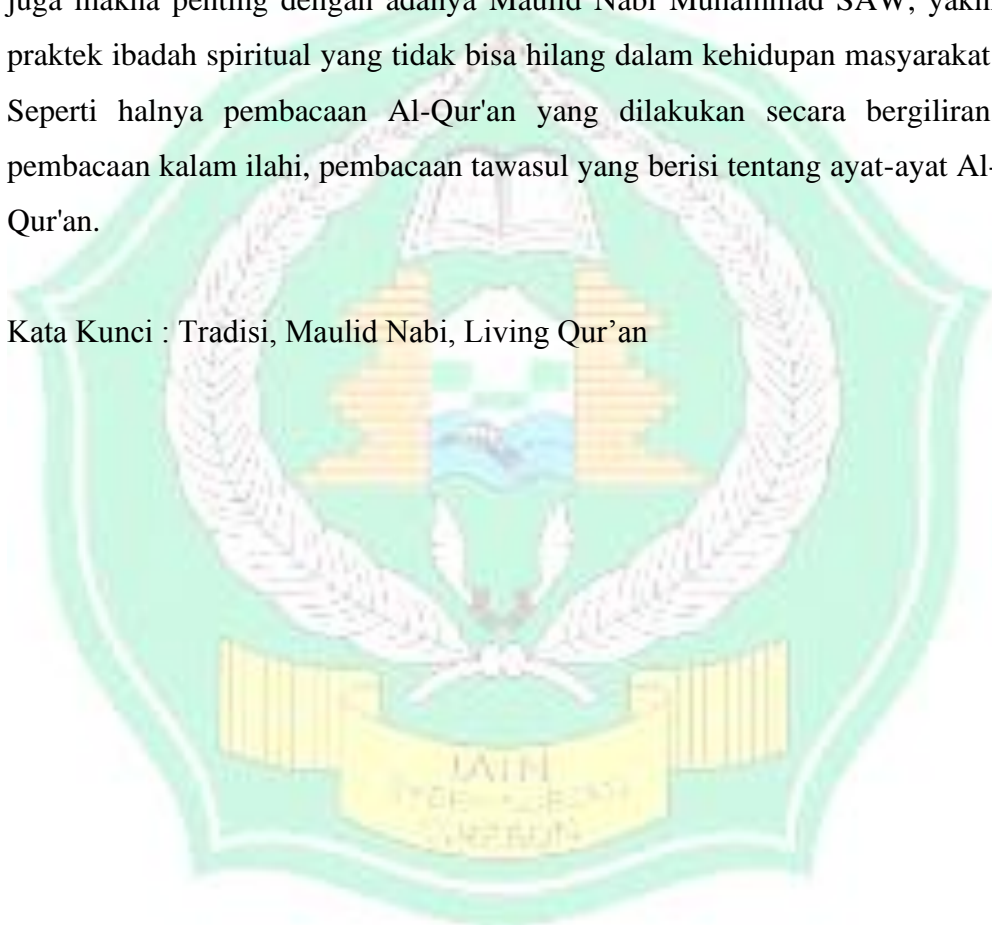 juga makna penting dengan adanya Maulid Nabi Muhammad SAW, yakni
praktek ibadah spiritual yang tidak bisa hilang dalam kehidupan masyarakat
Seperti halnya pembacaan Al-Qur'an yang dilakukan secara bergiliran
pembacaan kalam ilahi, pembacaan tawasul yang berisi tentang ayat-ayat Al-
Qur'an.
Kata Kunci : Tradisi, Maulid Nabi, Living Qur’an
IAIN